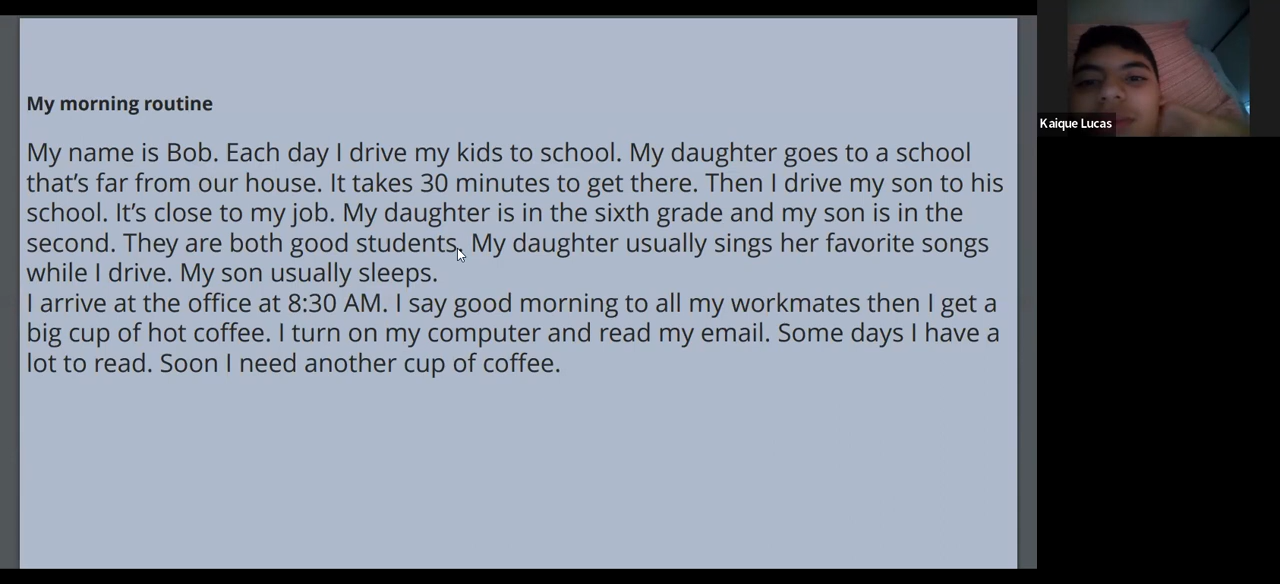 My morning routine
My name is Bob. Each day I drive my kids to school. My daughter goes to a school
that’s far from our house. It takes 30 minutes to get there. Then I drive my son to his
school. It’s close to my job. My daughter is in the sixth grade and my son is in the
second. They are both good students. My daughter usually sings her favorite songs
while I drive. My son usually sleeps.
I arrive at the office at 8:30 AM. I say good morning to all my workmates then I get a
big cup of hot coffee. I turn on my computer and read my email. Some days I have a
lot to read. Soon I need another cup of coffee.
Kaique Lucas